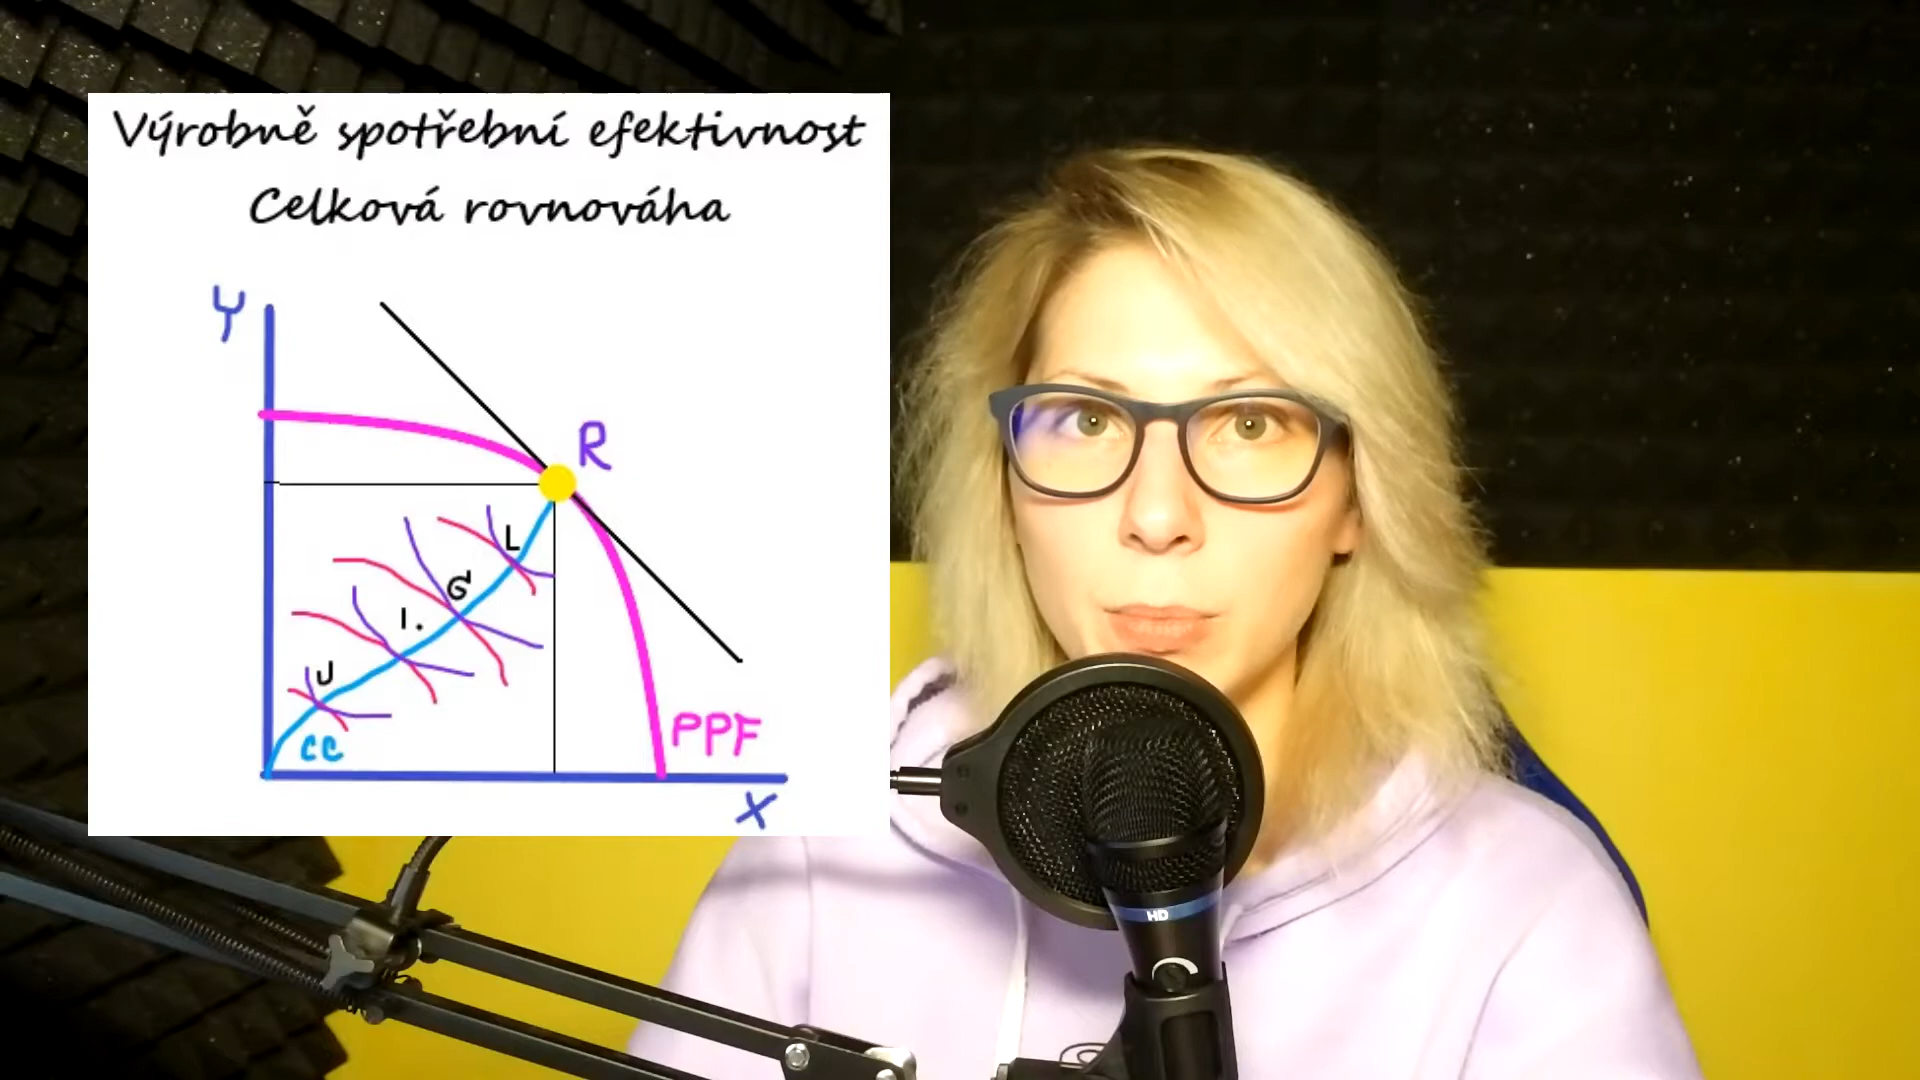 Výrobně spotřební efektivnost
Celková rovnováha
Y
R
L
G
I.
J
CC
PPF
X
HD